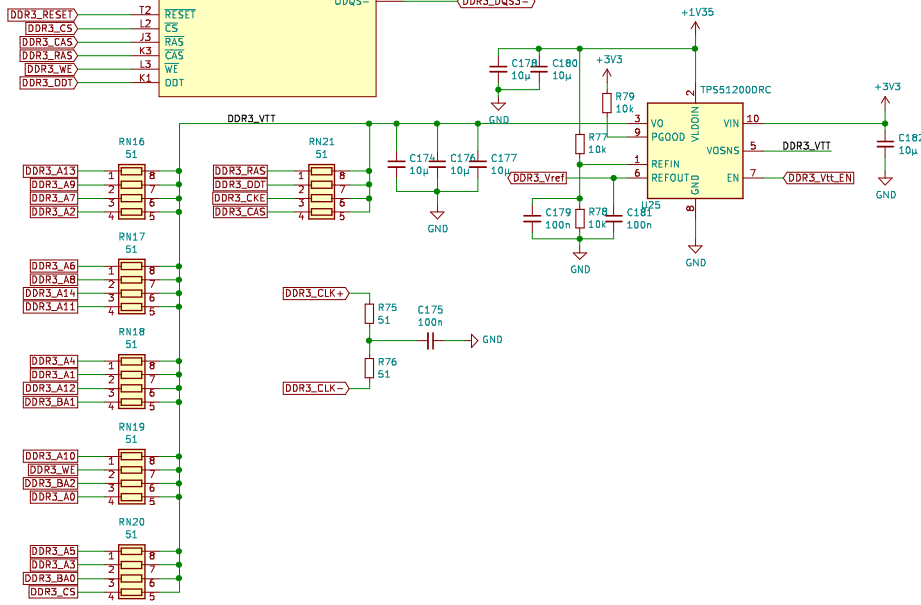 DDR3_RESET T2 RESET
DDR3_CS L2 CS
DDR3_CAS J3 RAS
DDR3_RAS K3 CAS
DDR3_WE L3 WE
DDR3_ODT K1 ODT
UDQS-
DDR3_DQS3-
+1V35
C178 10µ
C180 10µ
GND
+3V3
R79 10k
TPS51200DRC
2 VLDOIN
3 VO
9 PGOOD
1 REFIN
6 REFOUT
GND 8
VIN 10
VOSNS 5
EN 7
U25
DDR3_VTT
DDR3_Vtt_EN
+3V3
C182
10µ
GND
GND
R77 10k
DDR3_Vref
C179 100n
R78 10k
C181 100n
GND
DDR3_VTT
C174 10µ
C176 10µ
C177 10µ
GND
RN16
51
DDR3_A13 1 8
DDR3_A9 2 7
DDR3_A7 3 6
DDR3_A2 4 5
RN21
51
DDR3_RAS 1 8
DDR3_ODT 2 7
DDR3_CKE 3 6
DDR3_CAS 4 5
RN17
51
DDR3_A6 1 8
DDR3_A8 2 7
DDR3_A14 3 6
DDR3_A11 4 5
DDR3_CLK+
R75 51
C175
100n
GND
R76 51
DDR3_CLK-
RN18
51
DDR3_A4 1 8
DDR3_A1 2 7
DDR3_A12 3 6
DDR3_BA1 4 5
RN19
51
DDR3_A10 1 8
DDR3_WE 2 7
DDR3_BA2 3 6
DDR3_A0 4 5
RN20
51
DDR3_A5 1 8
DDR3_A3 2 7
DDR3_BA0 3 6
DDR3_CS 4 5